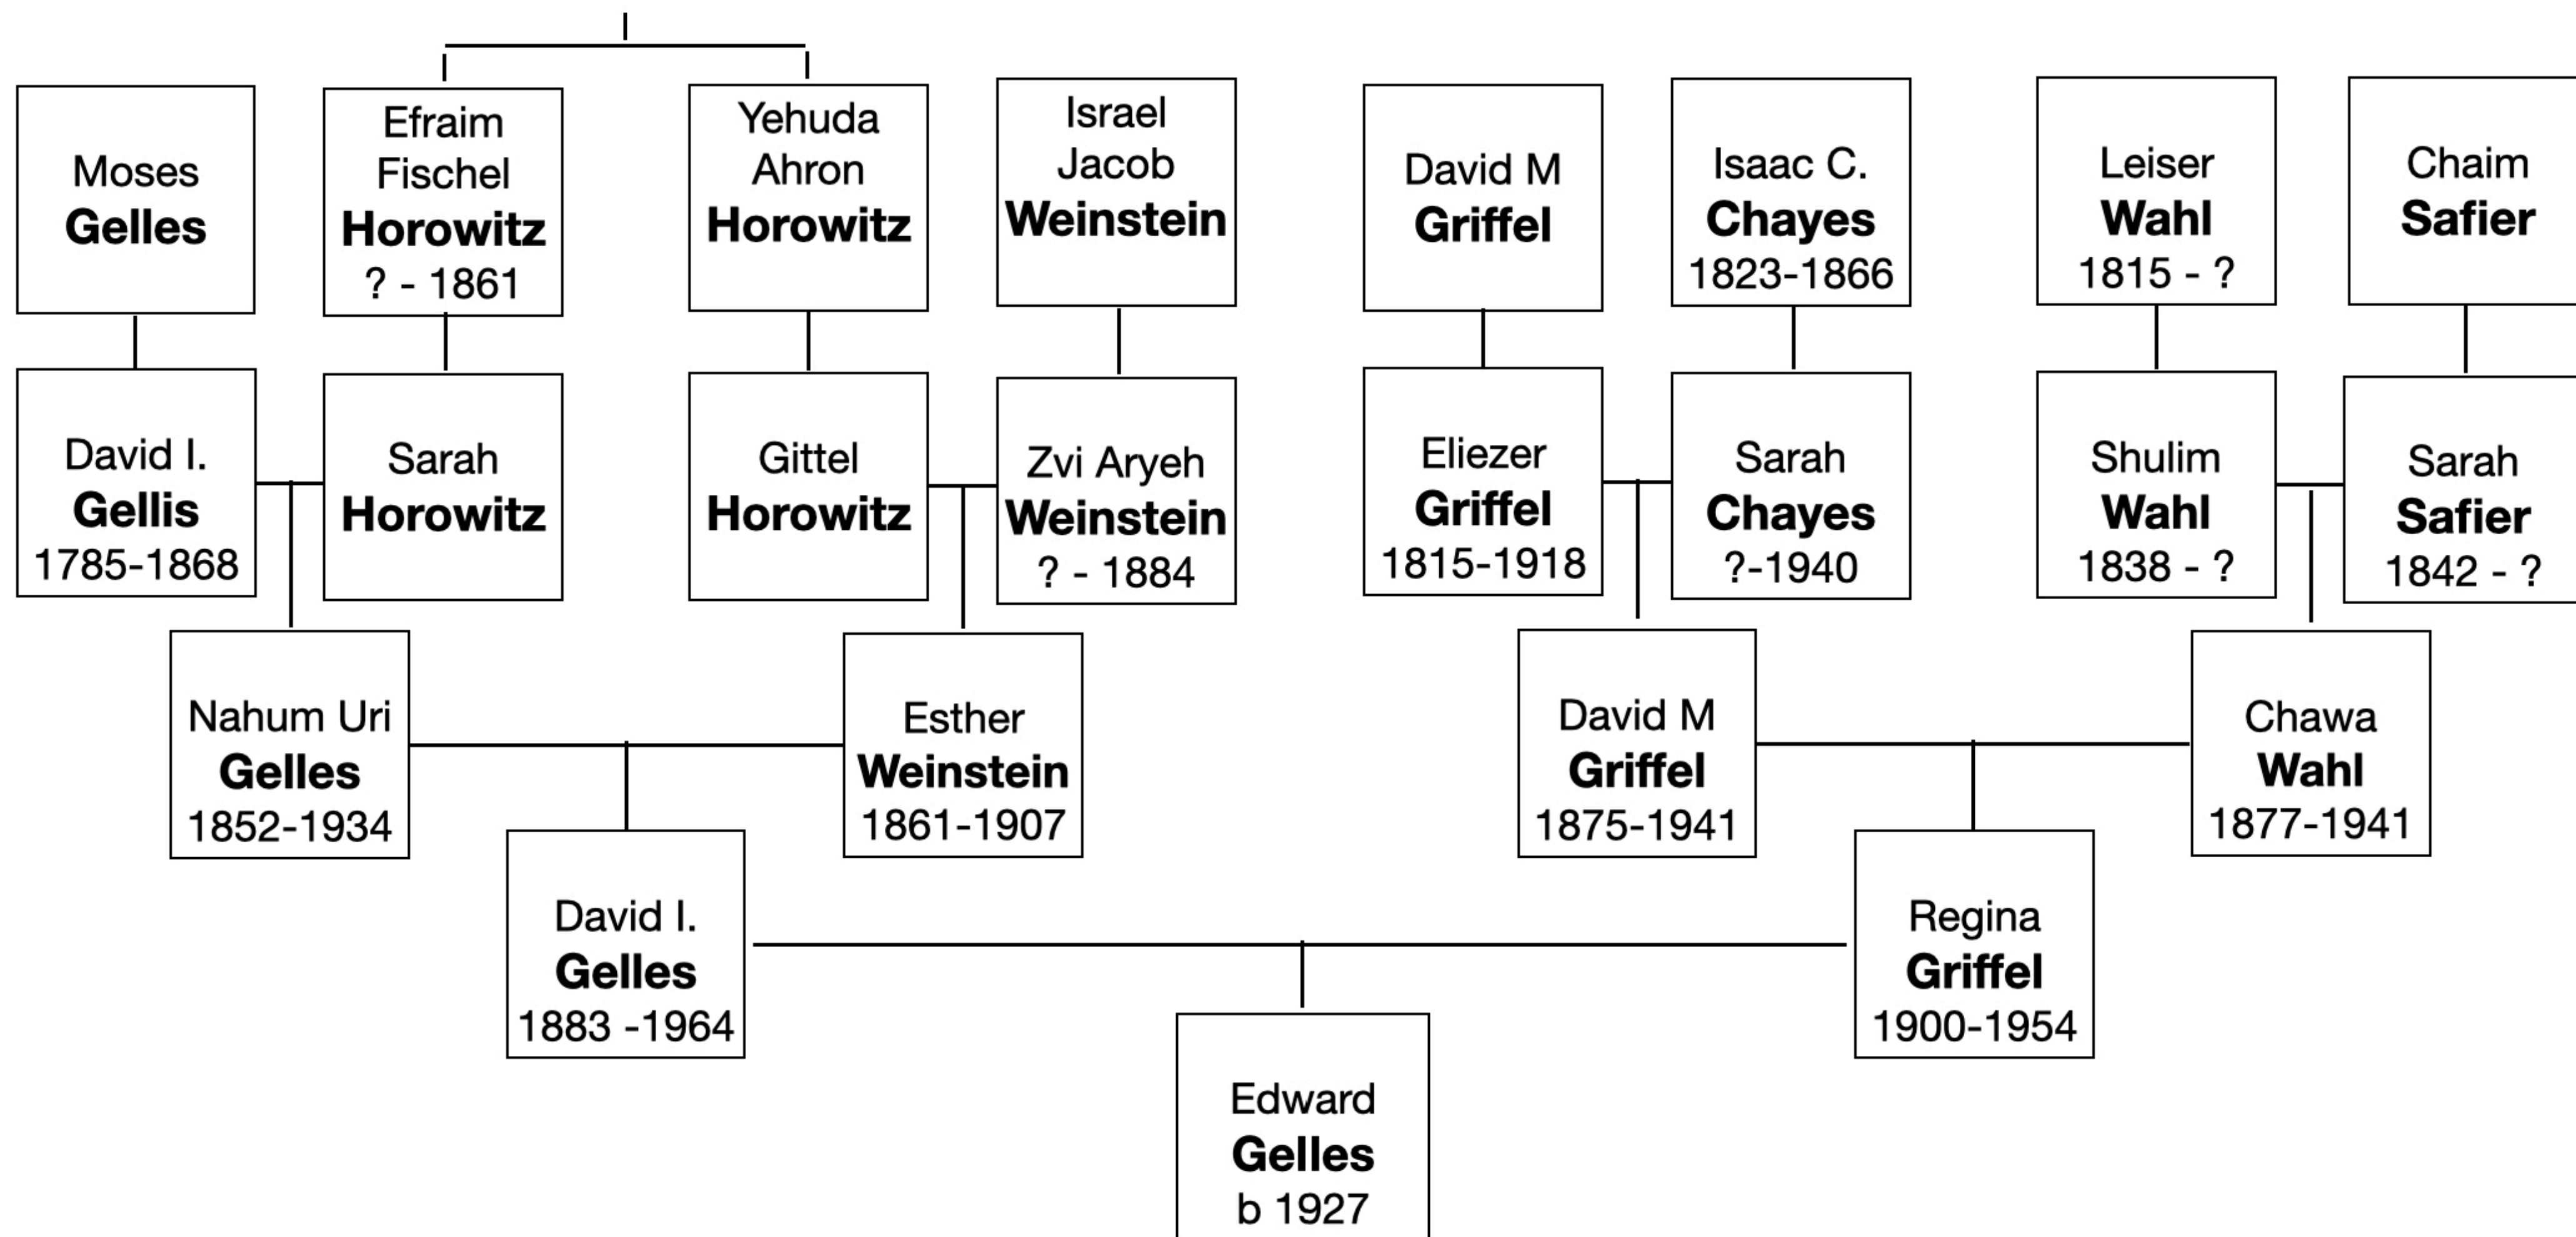 Moses
Gelles
Efraim
Fischel
Horowitz
? - 1861
Yehuda
Ahron
Horowitz
Israel
Jacob
Weinstein
David M
Griffel
Isaac C.
Chayes
1823-1866
Leiser
Wahl
1815 - ?
Chaim
Safier
David I.
Gellis
1785-1868
Sarah
Horowitz
Gittel
Horowitz
Zvi Aryeh
Weinstein
? - 1884
Eliezer
Griffel
1815-1918
Sarah
Chayes
?-1940
Shulim
Wahl
1838 - ?
Sarah
Safier
1842 - ?
Nahum Uri
Gelles
1852-1934
Esther
Weinstein
1861-1907
David M
Griffel
1875-1941
Chawa
Wahl
1877-1941
David I.
Gelles
1883 -1964
Regina
Griffel
1900-1954
Edward
Gelles
b 1927